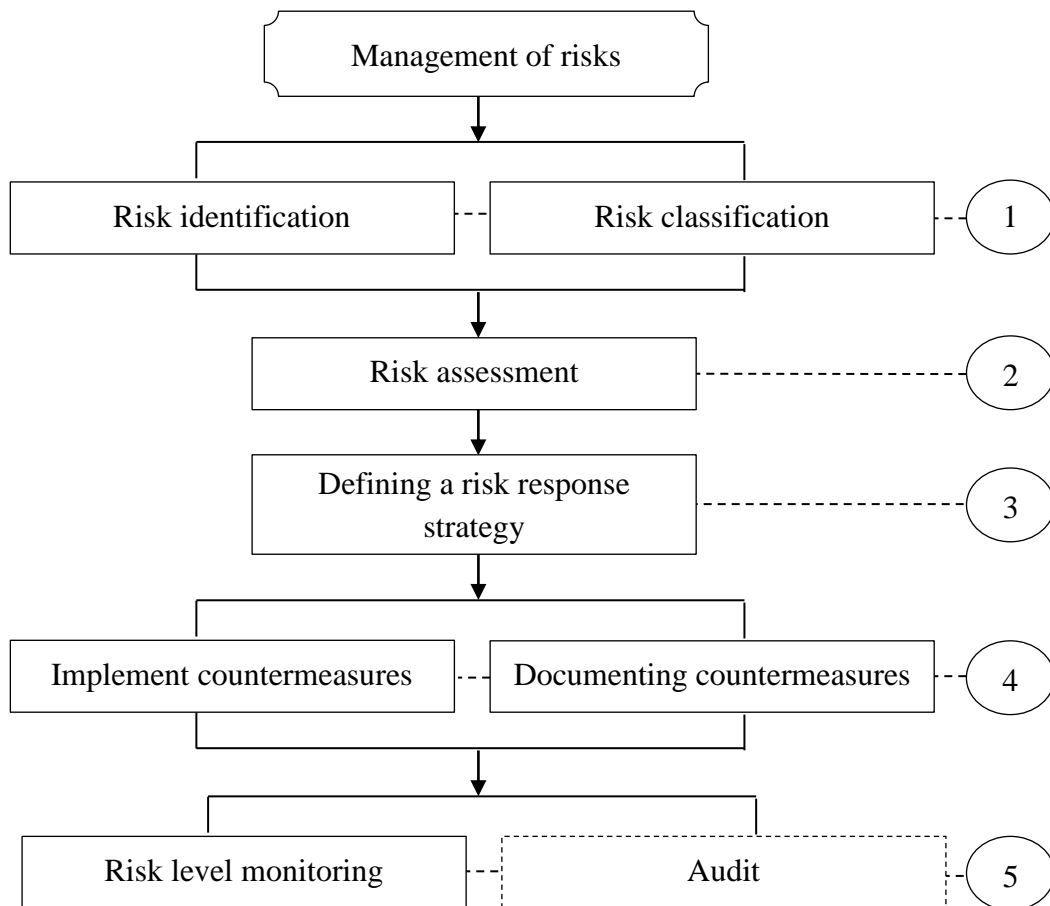 Management of risks
Risk identification
Risk classification
1
Risk assessment
2
Defining a risk response
strategy
3
Implement countermeasures
Documenting countermeasures
4
Risk level monitoring
Audit
5